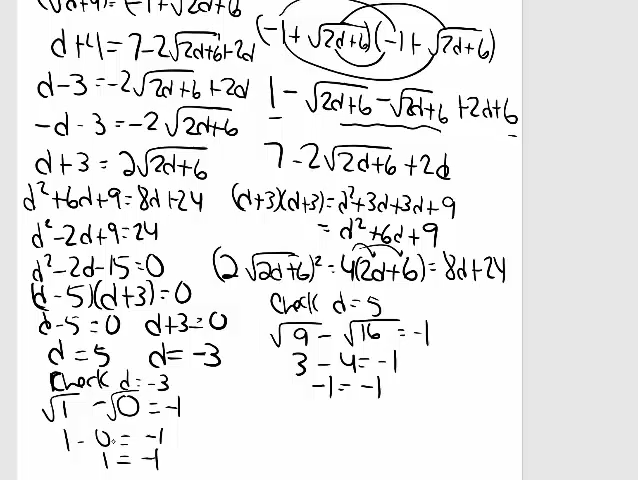 (√d+4)² = (-1+√2d+6
d+4 = 7-2√2d+6+2d
d-3 = -2√2d+6+2d
-d-3 = -2√2d+6
d+3 = 2√2d+6
d²+6d+9 = 8d+24
d²-2d+9 = 24
d²-2d-15 = 0
(d-5)(d+3) = 0
d-5 = 0 d+3 = 0
d = 5 d = -3
Check d = -3
√1 - √0 = -1
1 - 0 = -1
1 = -1
(-1+√2d+6)(-1+√2d+6)
1 - √2d+6 - √2d+6 + 2d+6
7-2√2d+6+2d
(d+3)(d+3) = d²+3d+3d+9
= d²+6d+9
(2√2d+6)² = 4(2d+6) = 8d+24
Check d = 5
√9 - √16 = -1
3 - 4 = -1
-1 = -1